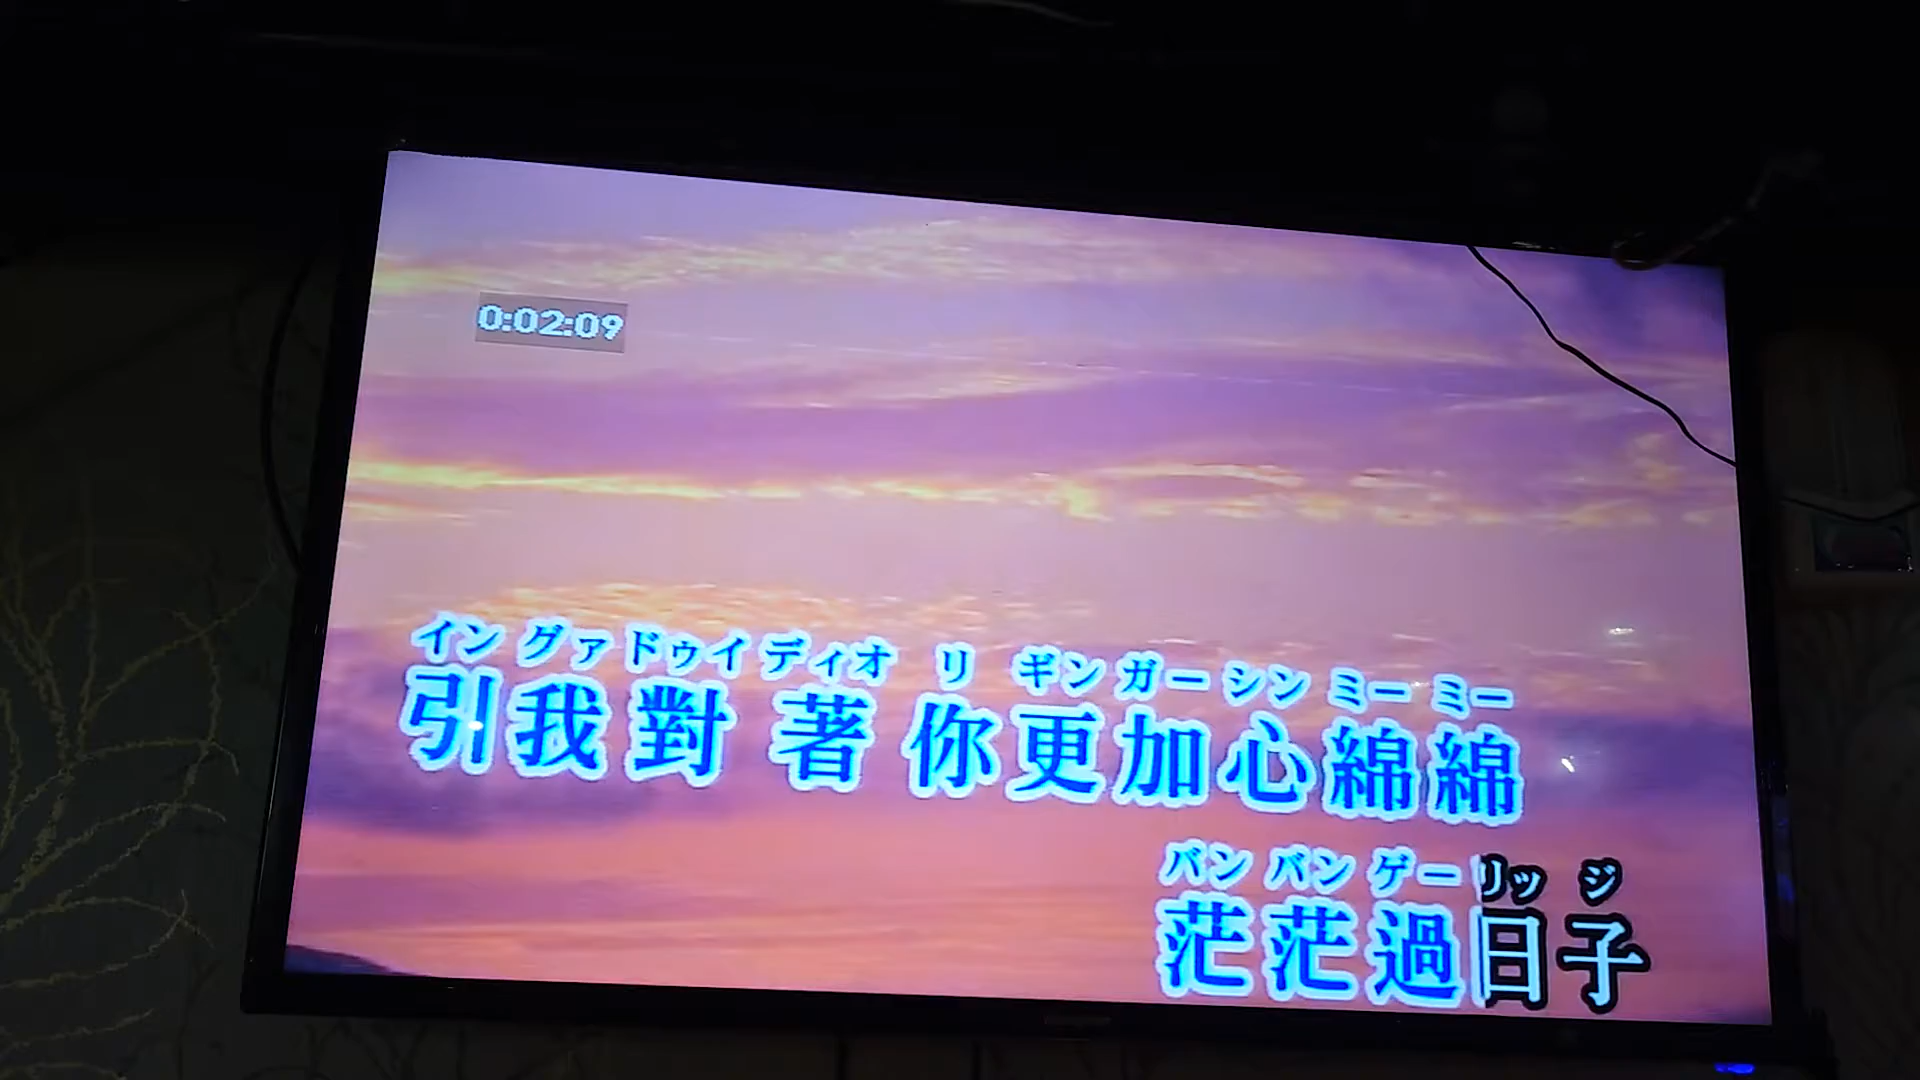 0:02:09
イン グァ ドゥイ ディオ リ ギン ガー シン ミー ミー
引我對著你更加心綿綿
バン バン ゲー リッ ジ
茫茫過日子